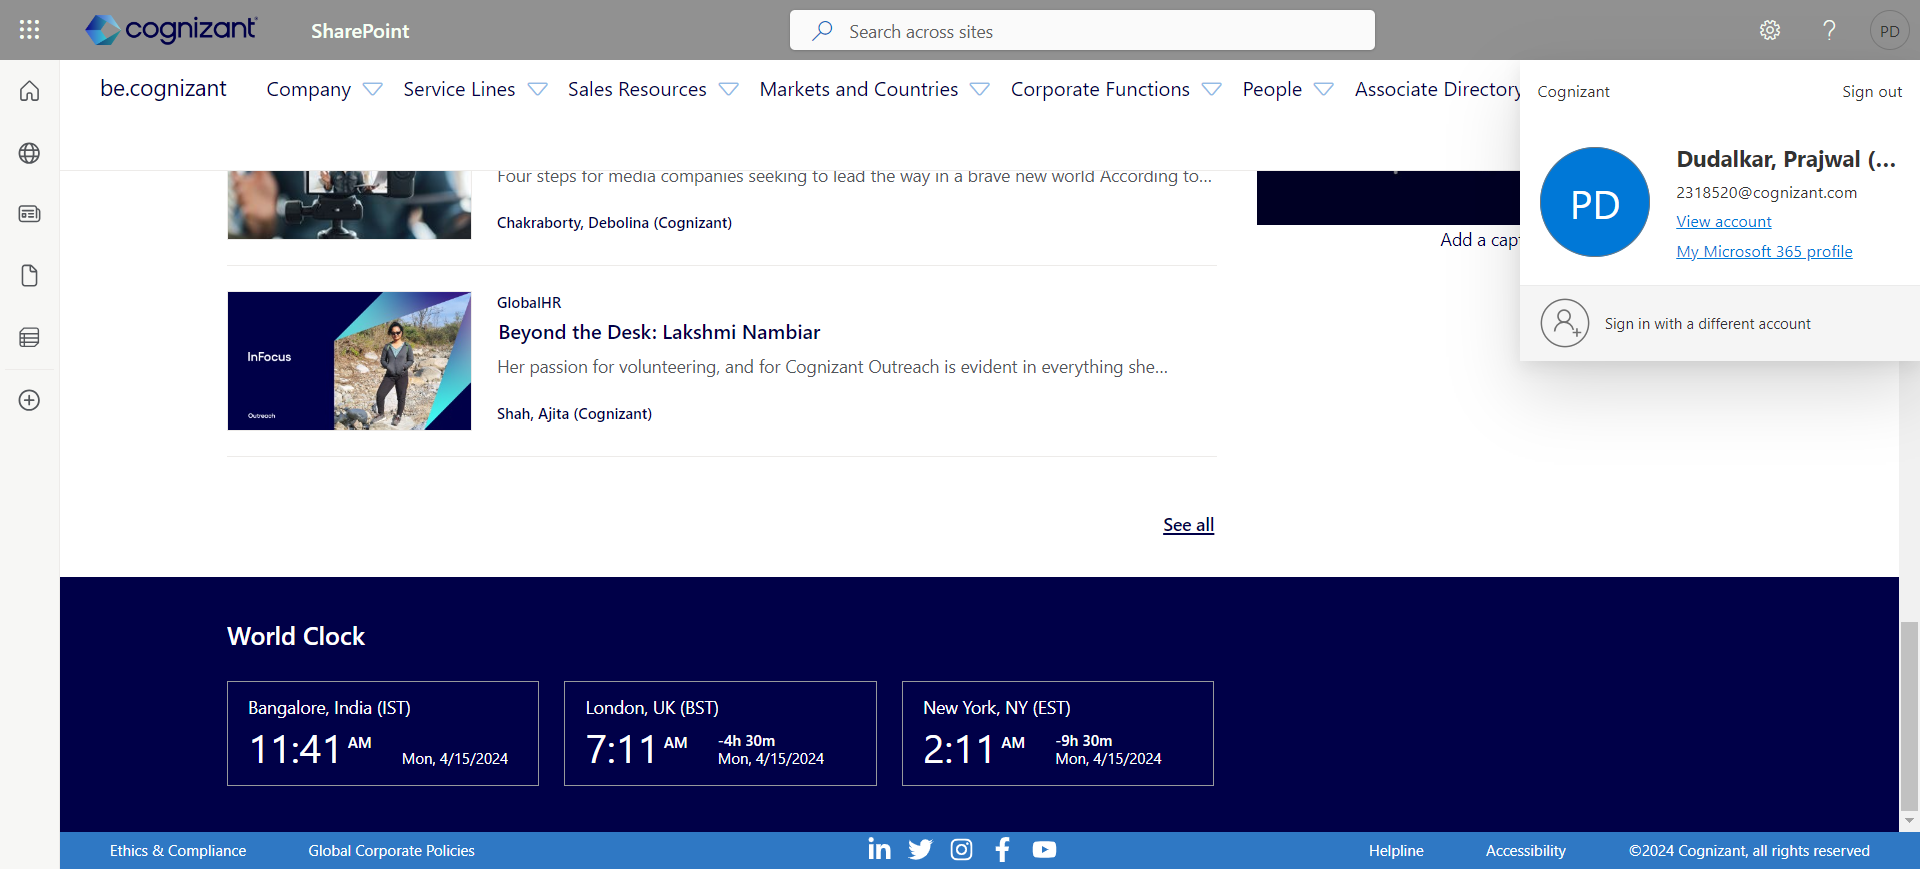 cognizant
SharePoint
Search across sites
PD
be.cognizant
Company
Service Lines
Sales Resources
Markets and Countries
Corporate Functions
People
Associate Directory
Cognizant
Sign out
PD
Dudalkar, Prajwal (...
2318520@cognizant.com
View account
My Microsoft 365 profile
Sign in with a different account
Four steps for media companies seeking to lead the way in a brave new world According to...
Chakraborty, Debolina (Cognizant)
Add a capt
InFocus
Outreach
GlobalHR
Beyond the Desk: Lakshmi Nambiar
Her passion for volunteering, and for Cognizant Outreach is evident in everything she...
Shah, Ajita (Cognizant)
See all
World Clock
Bangalore, India (IST)
11:41 AM
Mon, 4/15/2024
London, UK (BST)
7:11 AM
-4h 30m
Mon, 4/15/2024
New York, NY (EST)
2:11 AM
-9h 30m
Mon, 4/15/2024
Ethics & Compliance
Global Corporate Policies
Helpline
Accessibility
©2024 Cognizant, all rights reserved